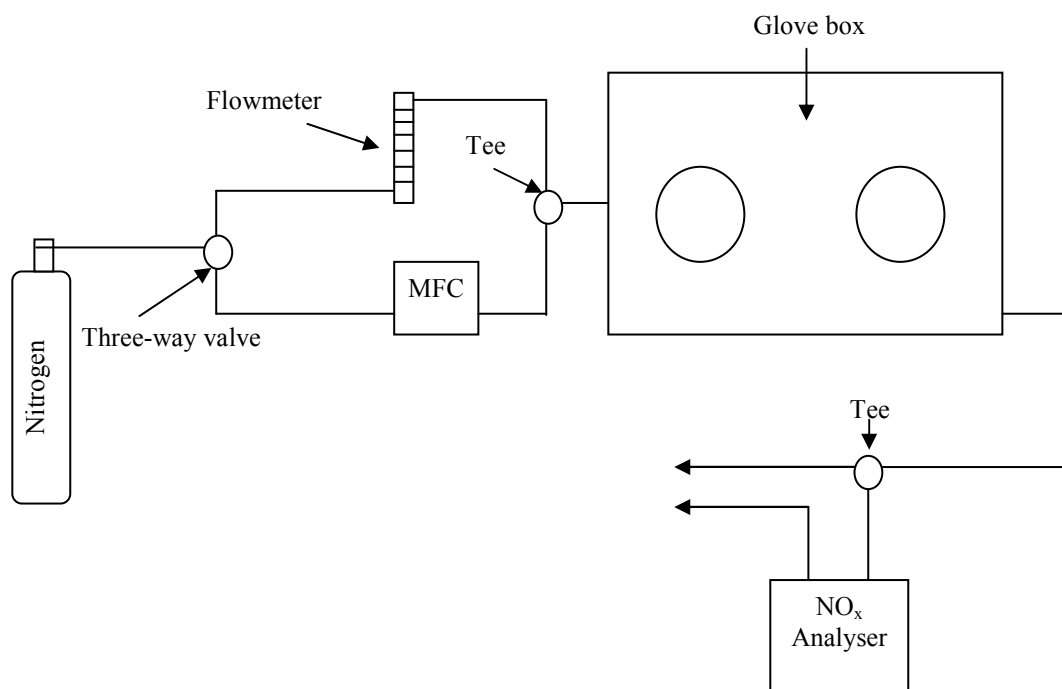 Glove box
Flowmeter
Tee
MFC
Three-way valve
Nitrogen
Tee
NOx
Analyser